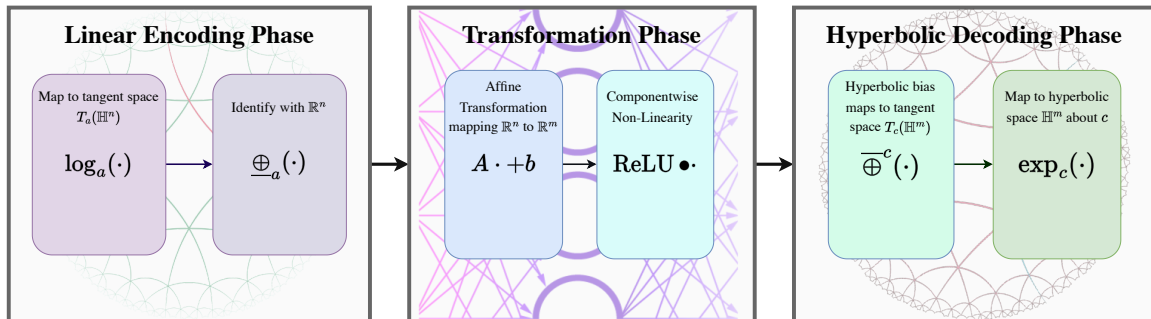 Linear Encoding Phase
Map to tangent space
T_a(ℍ^n)
log_a(·)
Identify with ℝ^n
⊕_a(·)
Transformation Phase
Affine
Transformation
mapping ℝ^n to ℝ^m
A · +b
Componentwise
Non-Linearity
ReLU •·
Hyperbolic Decoding Phase
Hyperbolic bias
maps to tangent
space T_c(ℍ^m)
⊕̅^c(·)
Map to hyperbolic
space ℍ^m about c
exp_c(·)